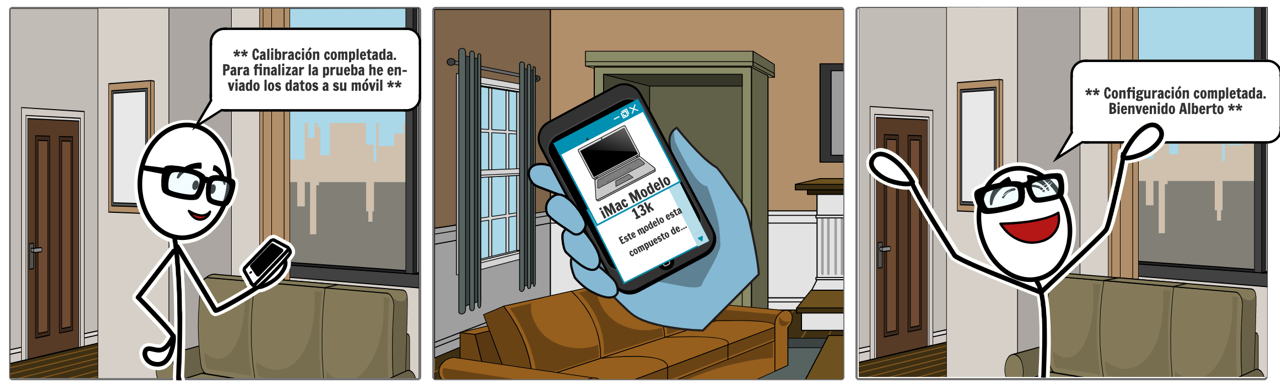 ** Calibración completada.
Para finalizar la prueba he en-
viado los datos a su móvil **
iMac Modelo
13k
Este modelo esta
compuesto de...
** Configuración completada.
Bienvenido Alberto **